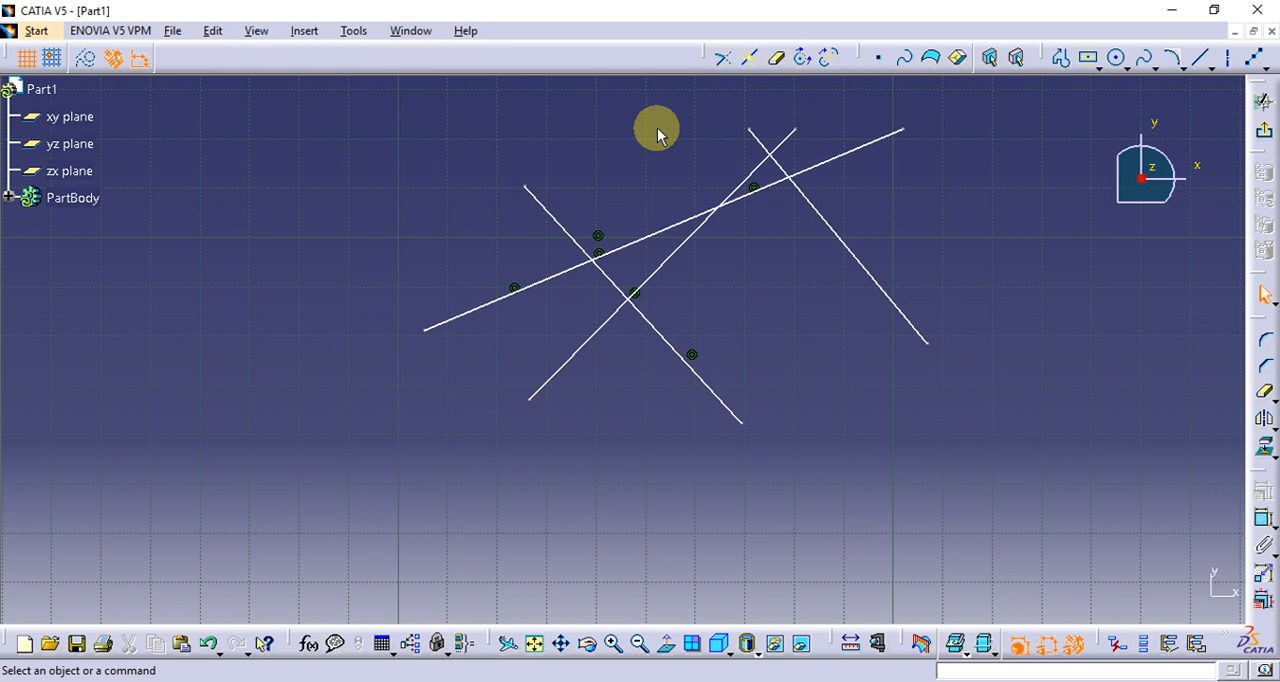 CATIA V5 - [Part1]
Start ENOVIA V5 VPM File Edit View Insert Tools Window Help
Part1
xy plane
yz plane
zx plane
PartBody
y
x
z
y
x
f(x)
CATIA
Select an object or a command